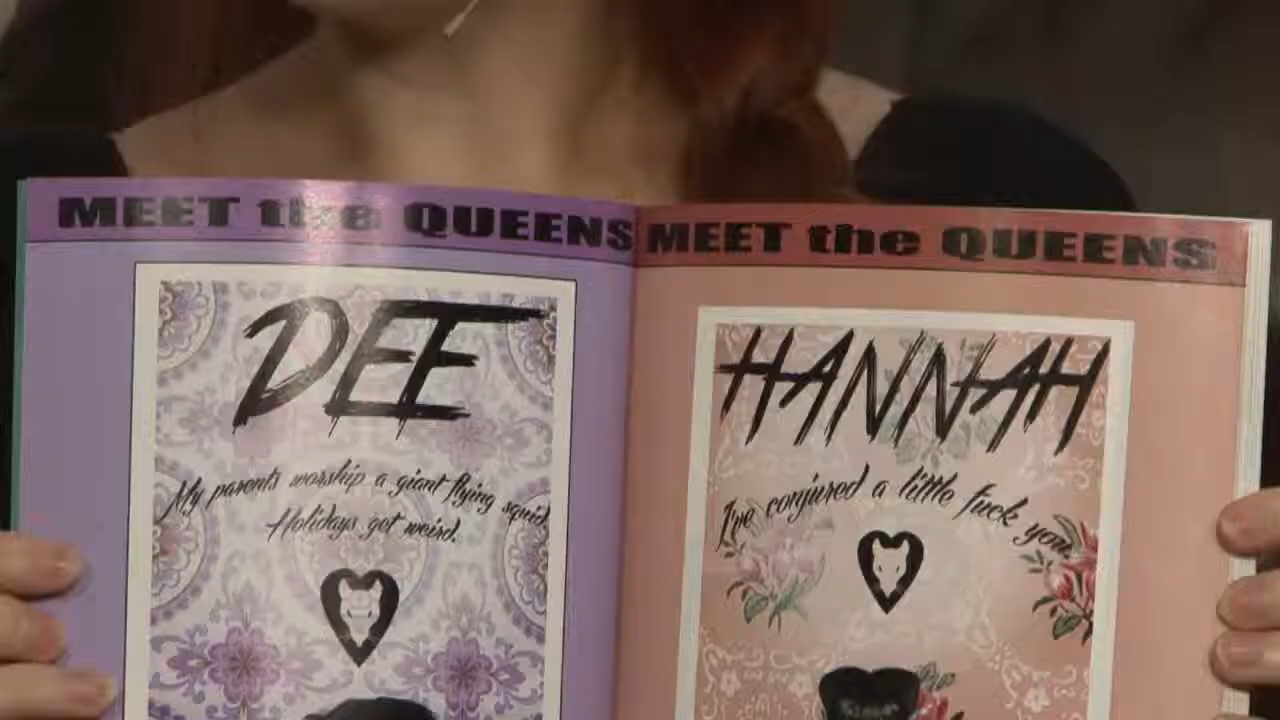 MEET the QUEENS
DEE
My parents worship a giant flying squid.
Holidays get weird.
MEET the QUEENS
HANNAH
I've conjured a little fuck you.